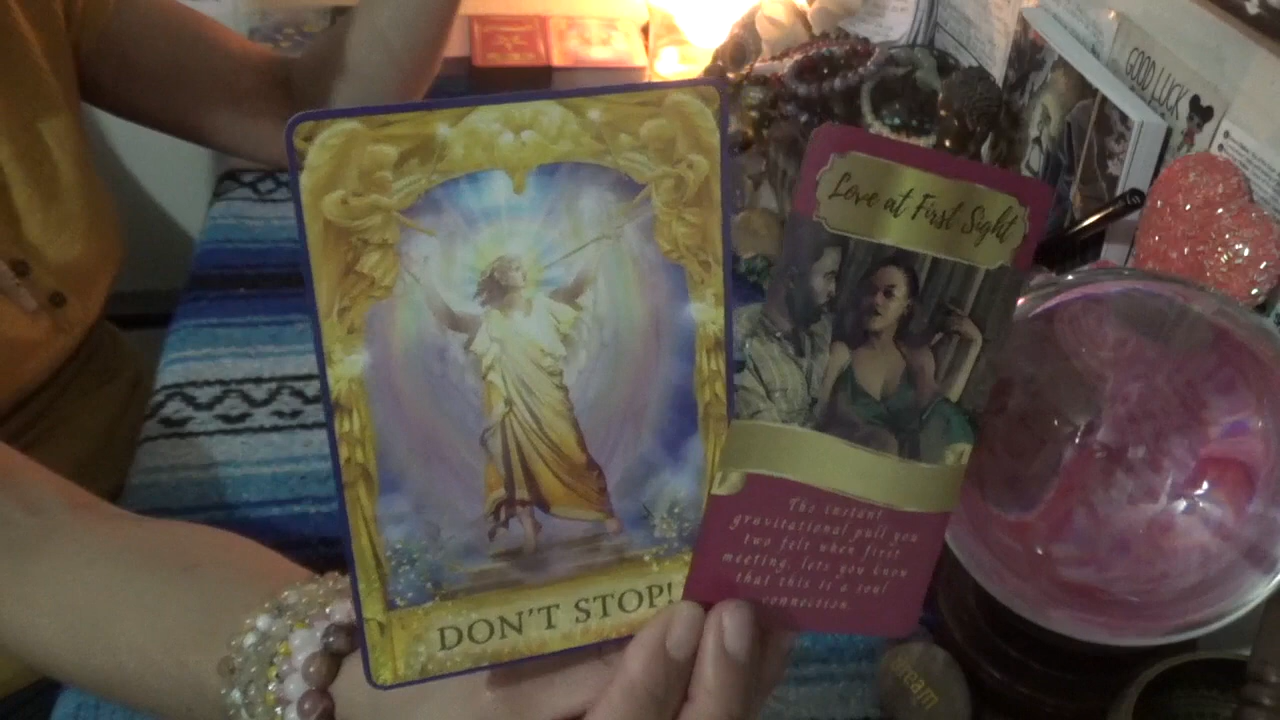 DON'T STOP!
Love at First Sight
The instant
gravitational pull you
two felt when first
meeting, lets you know
that this is a soul
connection.
GOOD LUCK
dream